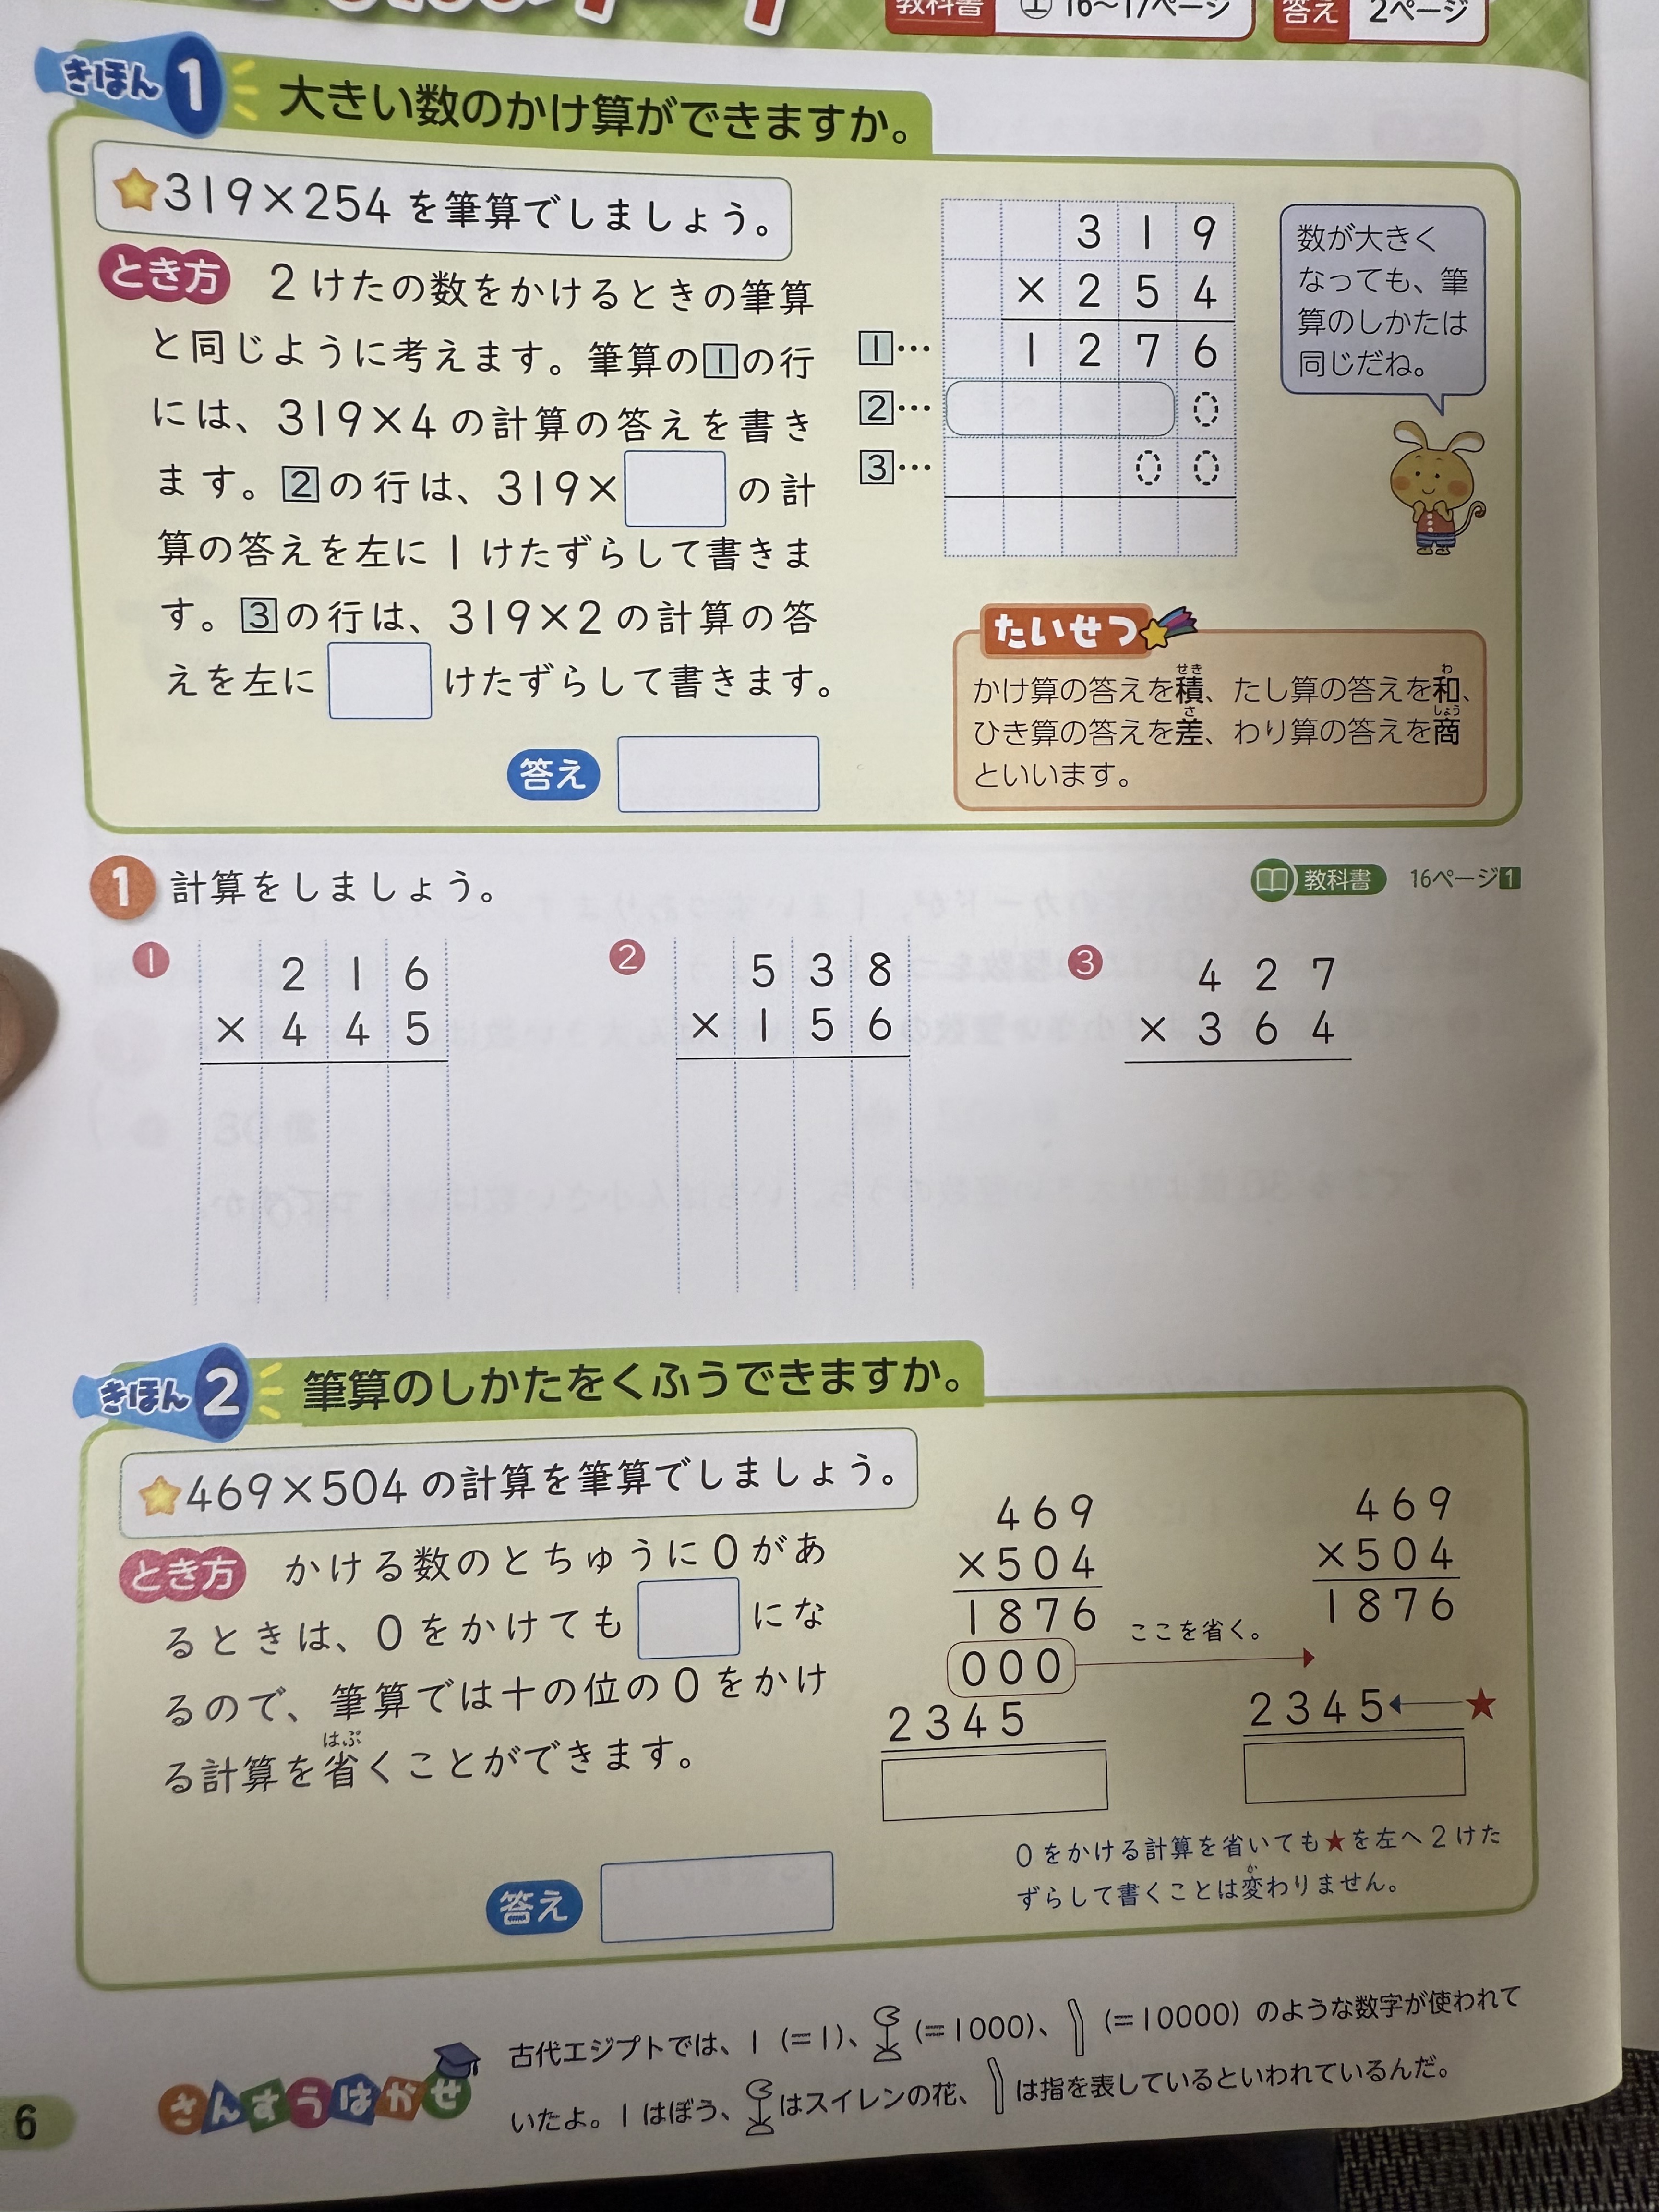 教科書 ㊤ 16〜17ページ 答え 2ページ
きほん 1 大きい数のかけ算ができますか。
319×254 を筆算でしましょう。
とき方 2けたの数をかけるときの筆算
と同じように考えます。筆算の1の行
には、319×4の計算の答えを書き
ます。2の行は、319× の計
算の答えを左に1けたずらして書きま
す。3の行は、319×2の計算の答
えを左に けたずらして書きます。
答え
319
×254
1… 1276
2… 0
3… 00
数が大きく
なっても、筆
算のしかたは
同じだね。
たいせつ
かけ算の答えを積、たし算の答えを和、
せき わ
ひき算の答えを差、わり算の答えを商
さ しょう
といいます。
1 計算をしましょう。
教科書 16ページ1
① 216
×445
② 538
×156
③ 427
×364
きほん 2 筆算のしかたをくふうできますか。
469×504 の計算を筆算でしましょう。
とき方 かける数のとちゅうに0があ
るときは、0をかけても にな
るので、筆算では十の位の0をかけ
る計算を省くことができます。
はぶ
答え
469
×504
1876
000
2345
ここを省く。
469
×504
1876
2345 ★
0をかける計算を省いても★を左へ2けた
ずらして書くことは変わりません。
か
さんすうはかせ
古代エジプトでは、| (=1)、 (=1000)、 (=10000) のような数字が使われて
いたよ。| はぼう、 はスイレンの花、 は指を表しているといわれているんだ。
6